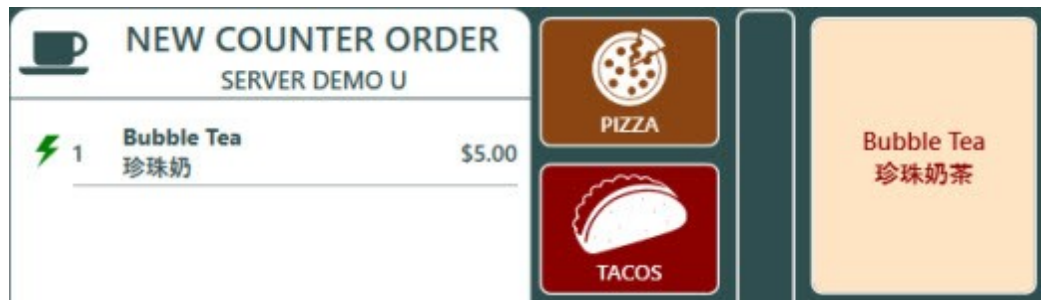 NEW COUNTER ORDER
SERVER DEMO U
1 Bubble Tea $5.00
珍珠奶
PIZZA
TACOS
Bubble Tea
珍珠奶茶